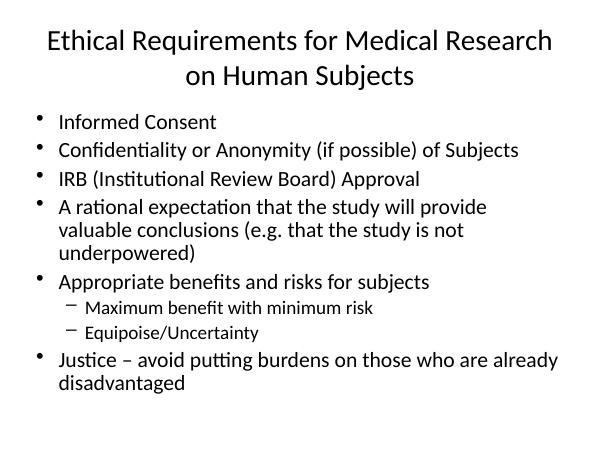 Ethical Requirements for Medical Research
on Human Subjects
• Informed Consent
• Confidentiality or Anonymity (if possible) of Subjects
• IRB (Institutional Review Board) Approval
• A rational expectation that the study will provide
valuable conclusions (e.g. that the study is not
underpowered)
• Appropriate benefits and risks for subjects
– Maximum benefit with minimum risk
– Equipoise/Uncertainty
• Justice – avoid putting burdens on those who are already
disadvantaged